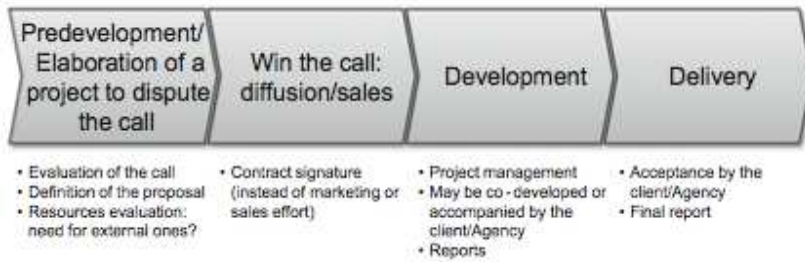 Predevelopment/
Elaboration of a
project to dispute
the call
Win the call:
diffusion/sales
Development
Delivery
• Evaluation of the call
• Definition of the proposal
• Resources evaluation:
need for external ones?
• Contract signature
(instead of marketing or
sales effort)
• Project management
• May be co - developed or
accompanied by the
client/Agency
• Reports
• Acceptance by the
client/Agency
• Final report